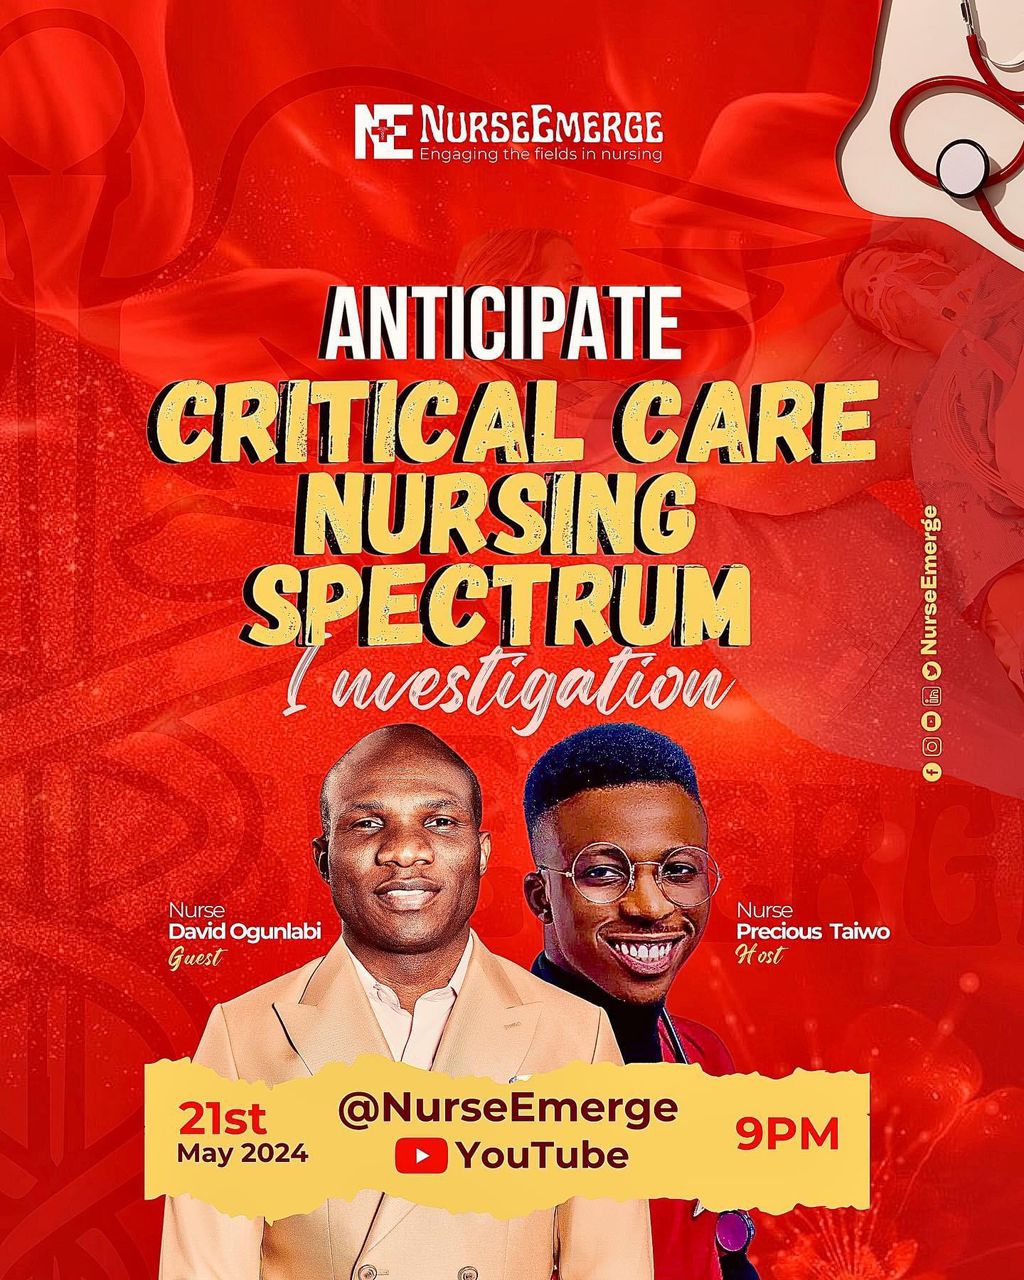 NE NURSEEMERGE
Engaging the fields in nursing
ANTICIPATE
CRITICAL CARE
NURSING
SPECTRUM
Investigation
NurseEmerge
Nurse
David Ogunlabi
Guest
Nurse
Precious Taiwo
Host
21st
May 2024
@NurseEmerge
YouTube
9PM